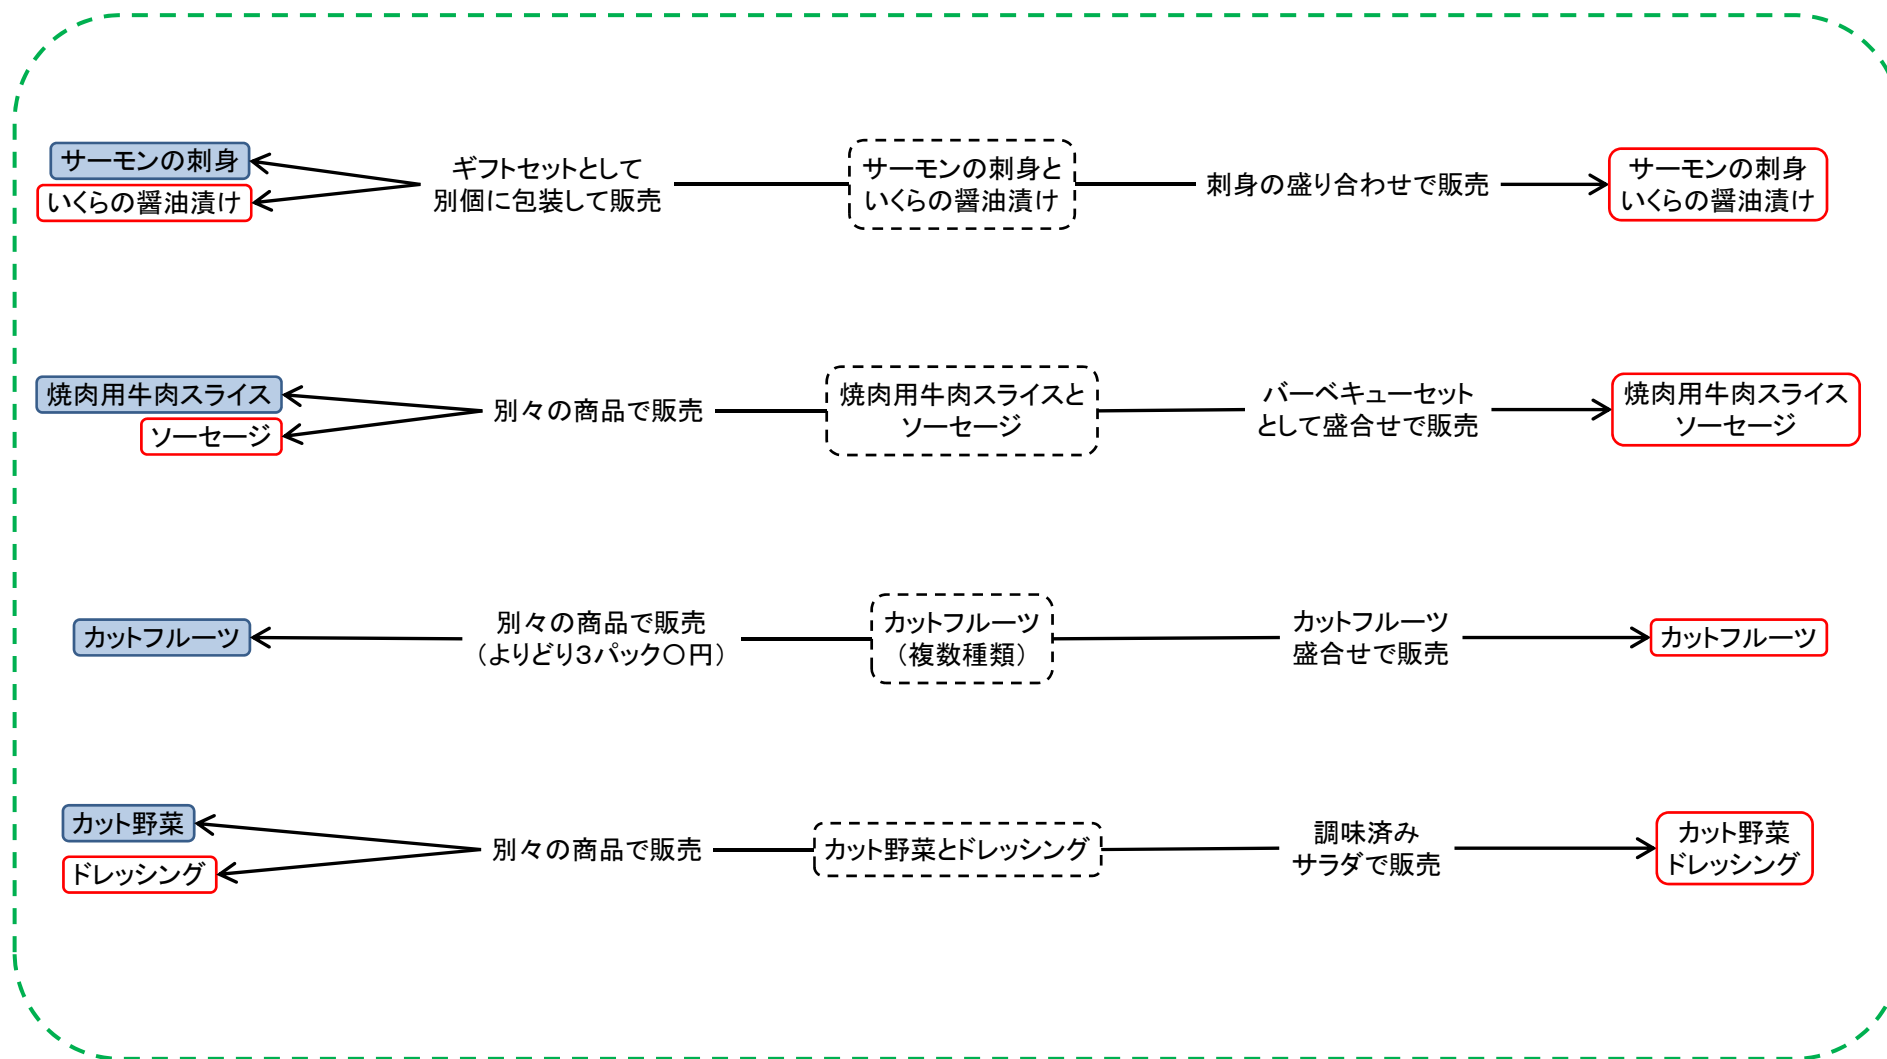 サーモンの刺身
いくらの醤油漬け
ギフトセットとして
別個に包装して販売
サーモンの刺身と
いくらの醤油漬け
刺身の盛り合わせで販売
サーモンの刺身
いくらの醤油漬け
焼肉用牛肉スライス
ソーセージ
別々の商品で販売
焼肉用牛肉スライスと
ソーセージ
バーベキューセット
として盛合せで販売
焼肉用牛肉スライス
ソーセージ
カットフルーツ
別々の商品で販売
（よりどり３パック〇円）
カットフルーツ
（複数種類）
カットフルーツ
盛合せで販売
カットフルーツ
カット野菜
ドレッシング
別々の商品で販売
カット野菜とドレッシング
調味済み
サラダで販売
カット野菜
ドレッシング